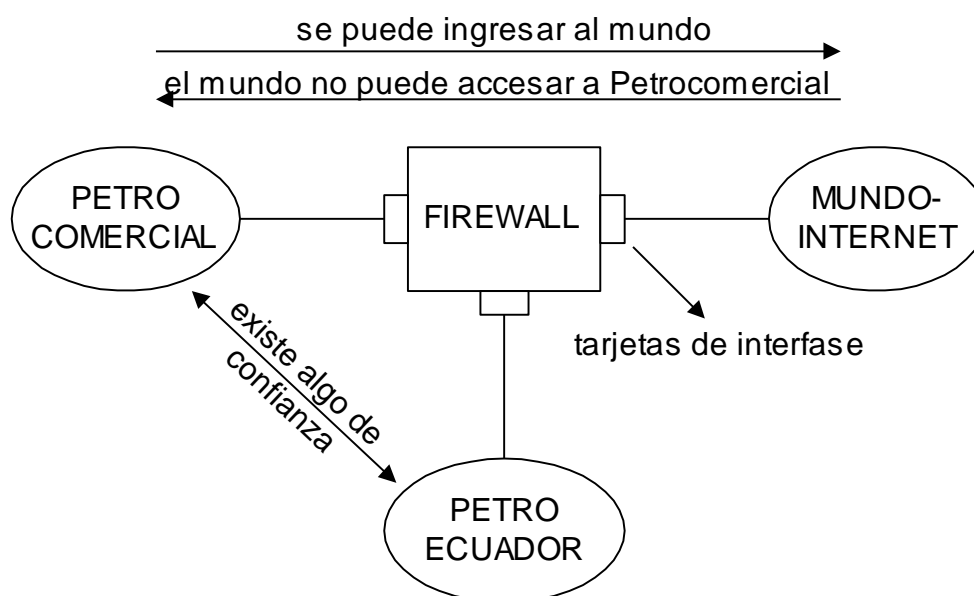 se puede ingresar al mundo
el mundo no puede accesar a Petrocomercial
PETRO
COMERCIAL
FIREWALL
MUNDO-
INTERNET
tarjetas de interfase
existe algo de
confianza
PETRO
ECUADOR